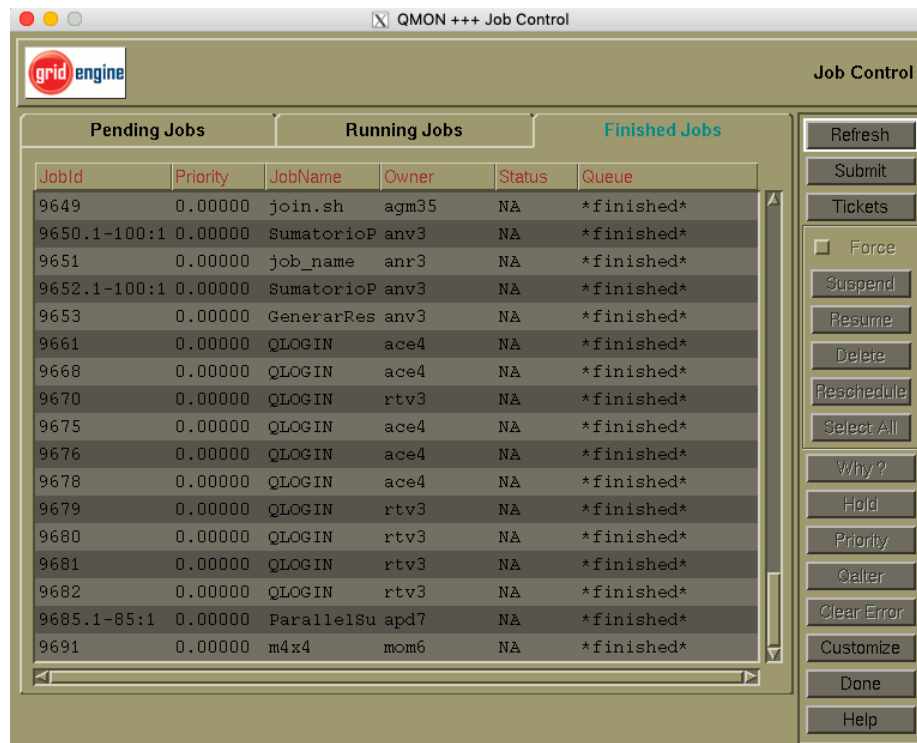 QMON +++ Job Control
grid engine
Job Control
Pending Jobs Running Jobs Finished Jobs
JobId Priority JobName Owner Status Queue
9649 0.00000 join.sh agm35 NA *finished*
9650.1-100:1 0.00000 SumatorioP anv3 NA *finished*
9651 0.00000 job_name anr3 NA *finished*
9652.1-100:1 0.00000 SumatorioP anv3 NA *finished*
9653 0.00000 GenerarRes anv3 NA *finished*
9661 0.00000 QLOGIN ace4 NA *finished*
9668 0.00000 QLOGIN ace4 NA *finished*
9670 0.00000 QLOGIN rtv3 NA *finished*
9675 0.00000 QLOGIN ace4 NA *finished*
9676 0.00000 QLOGIN ace4 NA *finished*
9678 0.00000 QLOGIN ace4 NA *finished*
9679 0.00000 QLOGIN rtv3 NA *finished*
9680 0.00000 QLOGIN rtv3 NA *finished*
9681 0.00000 QLOGIN rtv3 NA *finished*
9682 0.00000 QLOGIN rtv3 NA *finished*
9685.1-85:1 0.00000 ParallelSu apd7 NA *finished*
9691 0.00000 m4x4 mom6 NA *finished*
Refresh
Submit
Tickets
Force
Suspend
Resume
Delete
Reschedule
Select All
Why ?
Hold
Priority
Qalter
Clear Error
Customize
Done
Help